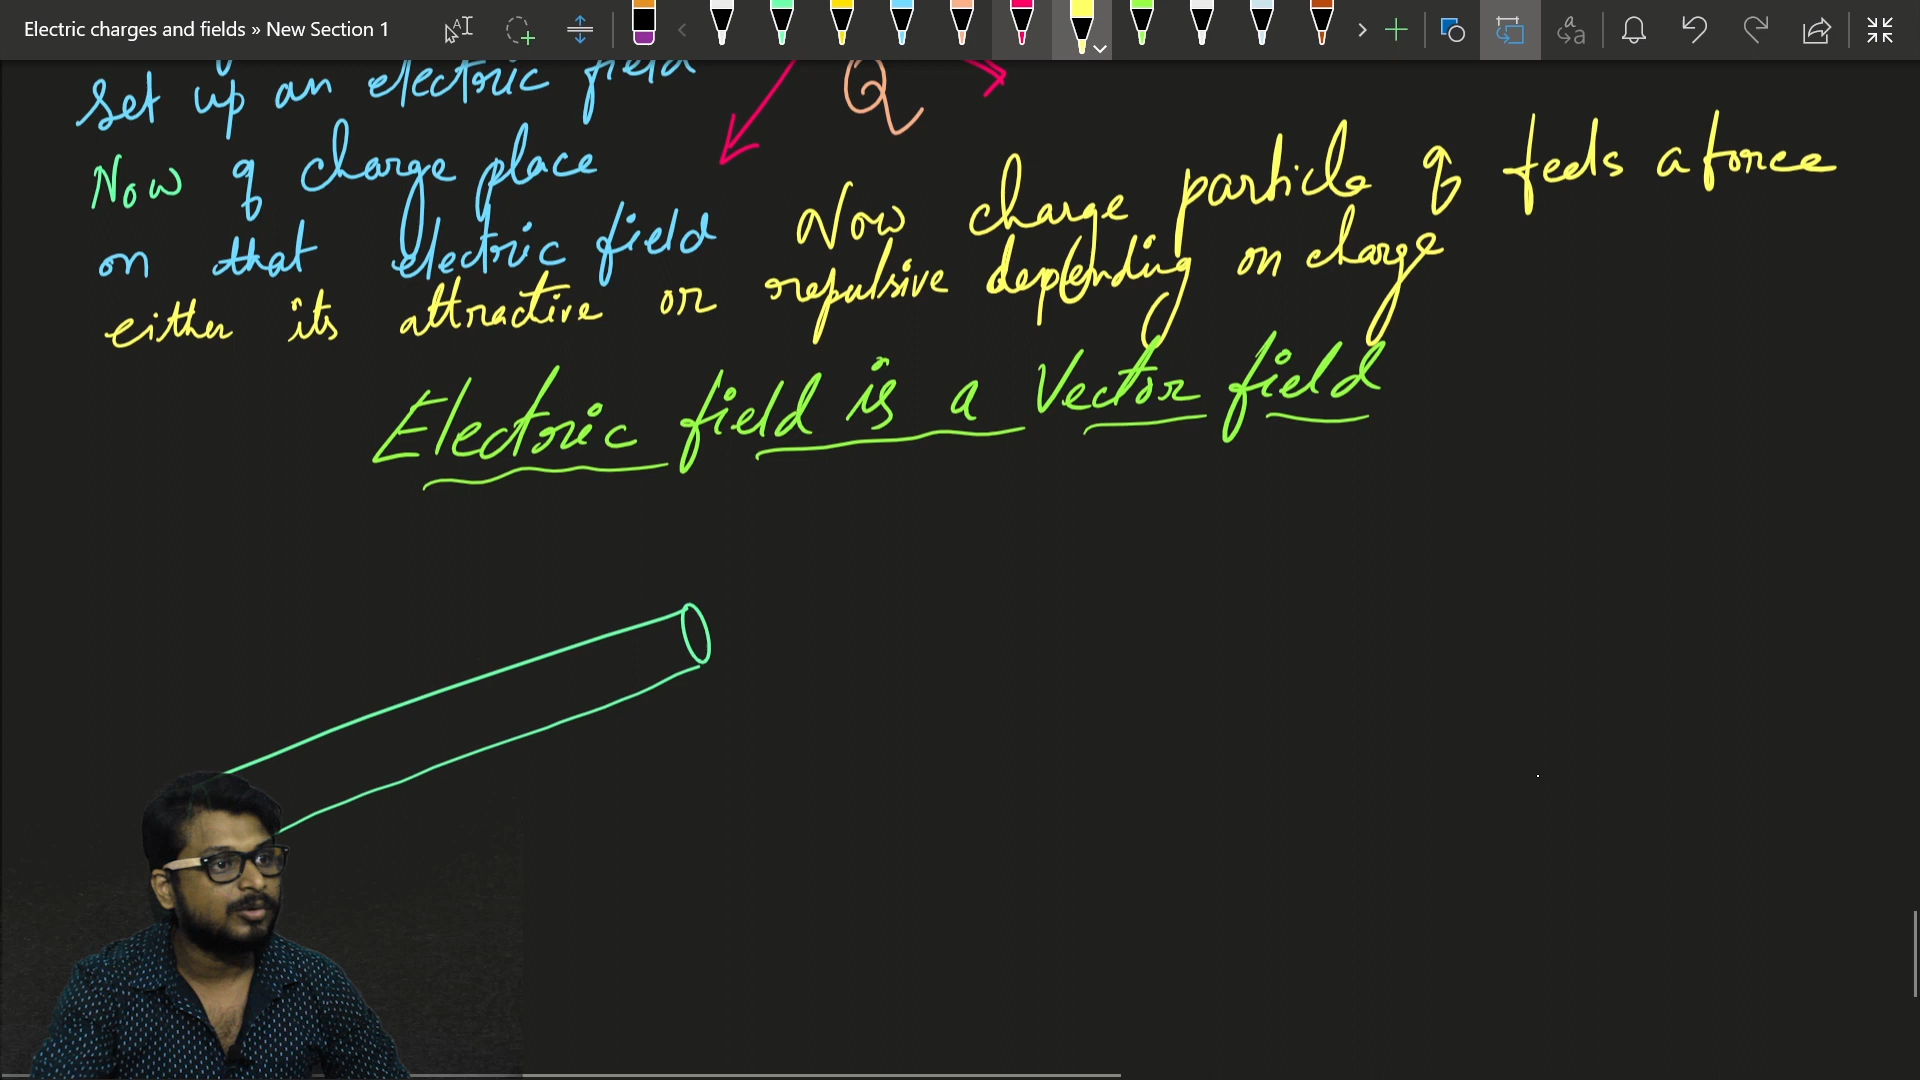 Electric charges and fields » New Section 1
set up an electric field
Q
Now q charge place
on that electric field
Now charge particle q feels a force
either its attractive or repulsive depending on charge
Electric field is a Vector field